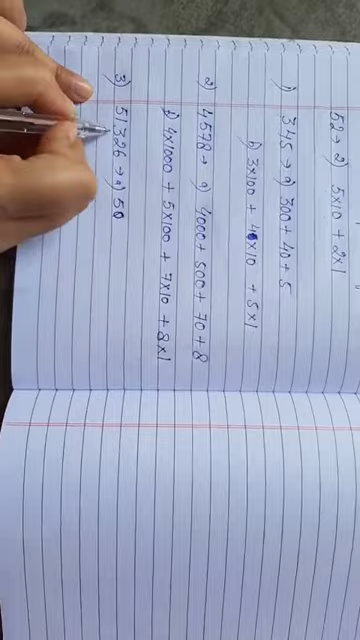 52 → 2) 5x10 + 2x1
1) 345 → a) 300 + 40 + 5
b) 3x100 + 4x10 + 5x1
2) 4578 → a) 4000 + 500 + 70 + 8
b) 4x1000 + 5x100 + 7x10 + 8x1
3) 51326 → a) 50